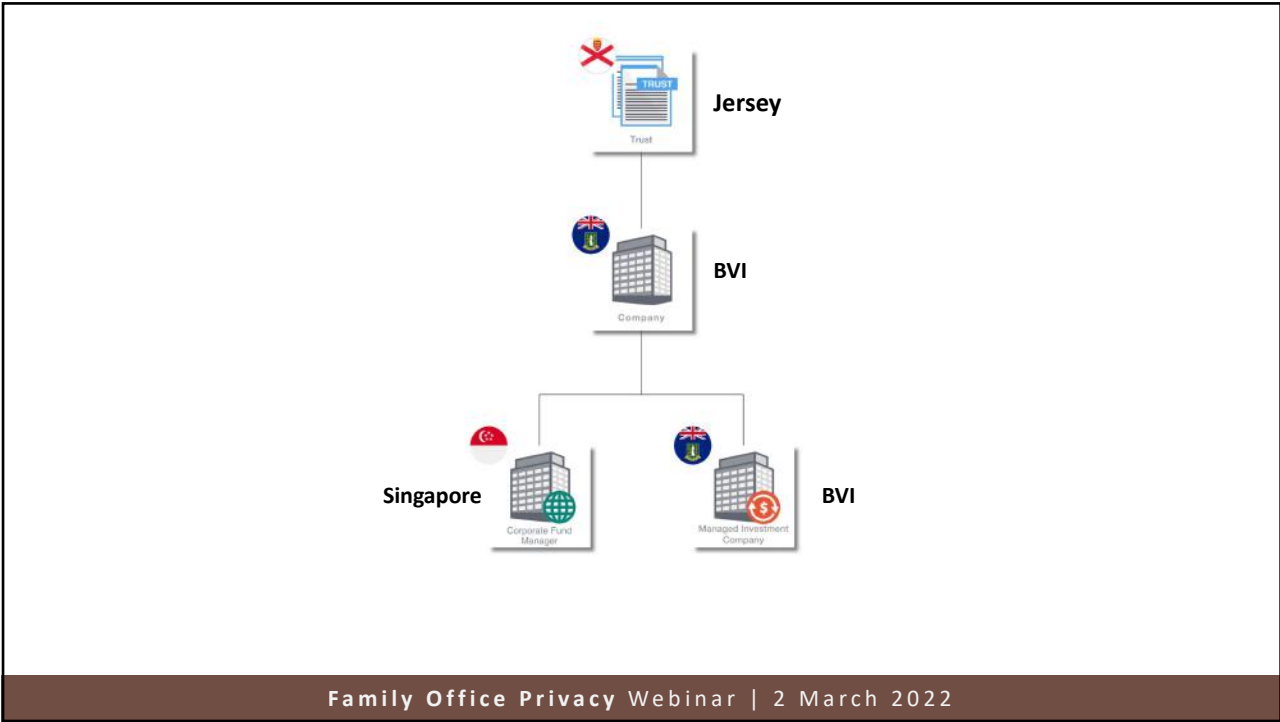 TRUST
Trust
Jersey
Company
BVI
Singapore
Corporate Fund
Manager
$
Managed Investment
Company
BVI
Family Office Privacy Webinar | 2 March 2022